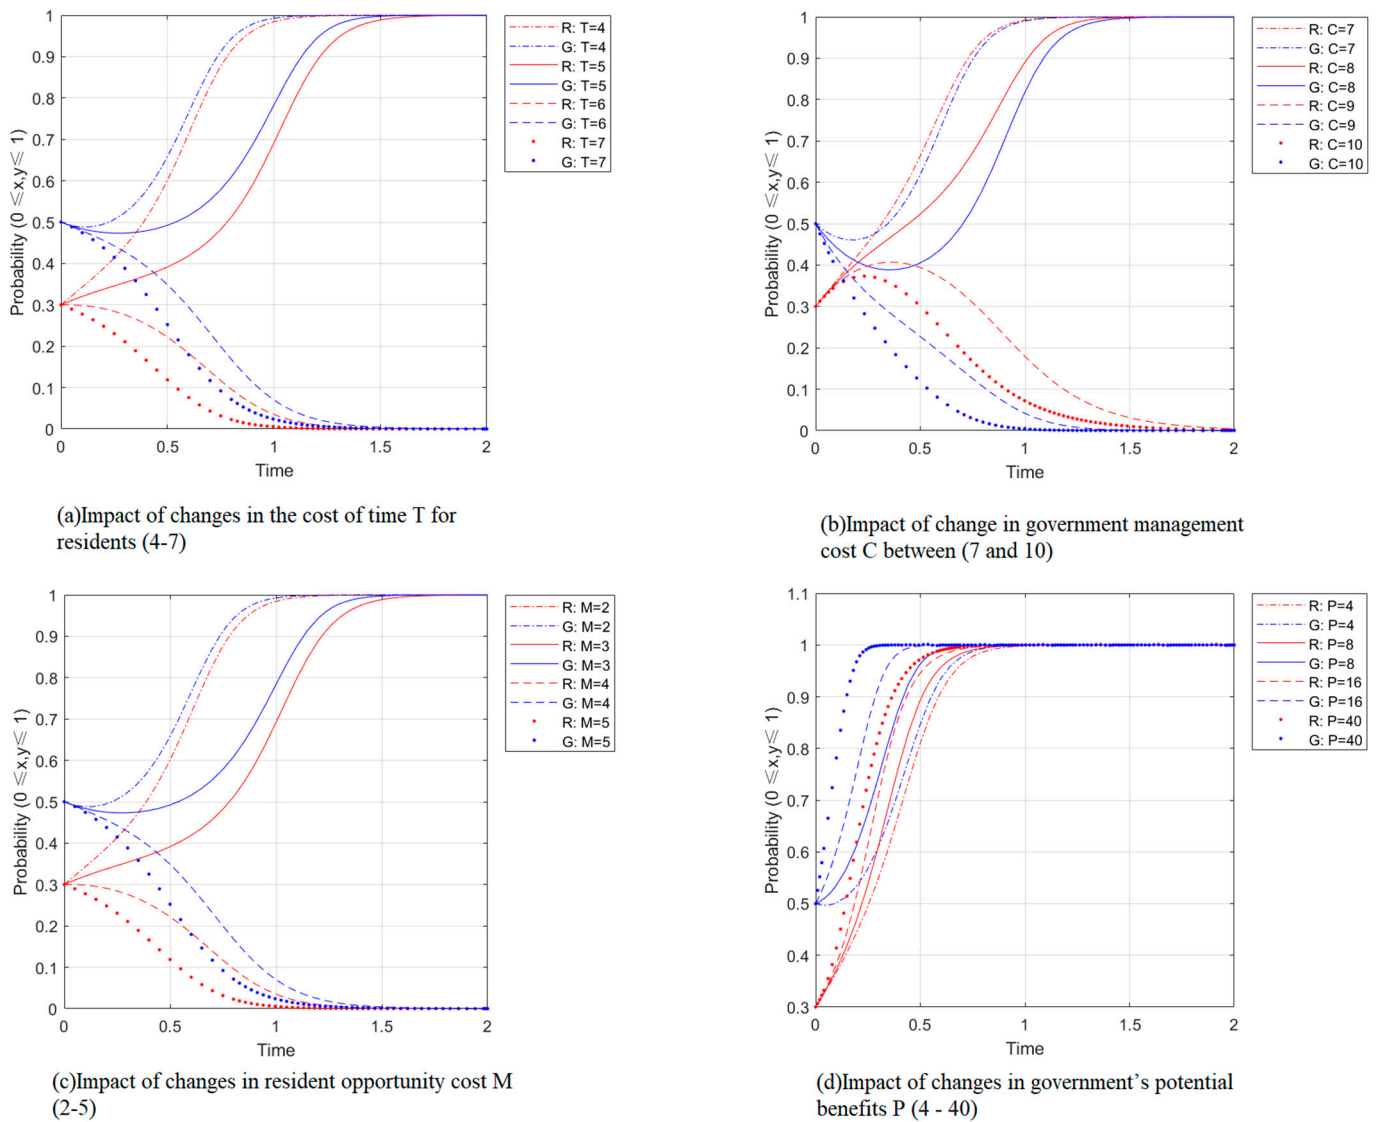 1
0.9
0.8
0.7
0.6
0.5
0.4
0.3
0.2
0.1
0
Probability (0 ⩽x,y⩽ 1)
0
0.5
1
1.5
2
Time
R: T=4
G: T=4
R: T=5
G: T=5
R: T=6
G: T=6
R: T=7
G: T=7
(a)Impact of changes in the cost of time T for
residents (4-7)
1
0.9
0.8
0.7
0.6
0.5
0.4
0.3
0.2
0.1
0
Probability (0 ⩽x,y⩽ 1)
0
0.5
1
1.5
2
Time
R: C=7
G: C=7
R: C=8
G: C=8
R: C=9
G: C=9
R: C=10
G: C=10
(b)Impact of change in government management
cost C between (7 and 10)
1
0.9
0.8
0.7
0.6
0.5
0.4
0.3
0.2
0.1
0
Probability (0 ⩽x,y⩽ 1)
0
0.5
1
1.5
2
Time
R: M=2
G: M=2
R: M=3
G: M=3
R: M=4
G: M=4
R: M=5
G: M=5
(c)Impact of changes in resident opportunity cost M
(2-5)
1.1
1
0.9
0.8
0.7
0.6
0.5
0.4
0.3
Probability (0 ⩽x,y⩽ 1)
0
0.5
1
1.5
2
Time
R: P=4
G: P=4
R: P=8
G: P=8
R: P=16
G: P=16
R: P=40
G: P=40
(d)Impact of changes in government’s potential
benefits P (4 - 40)